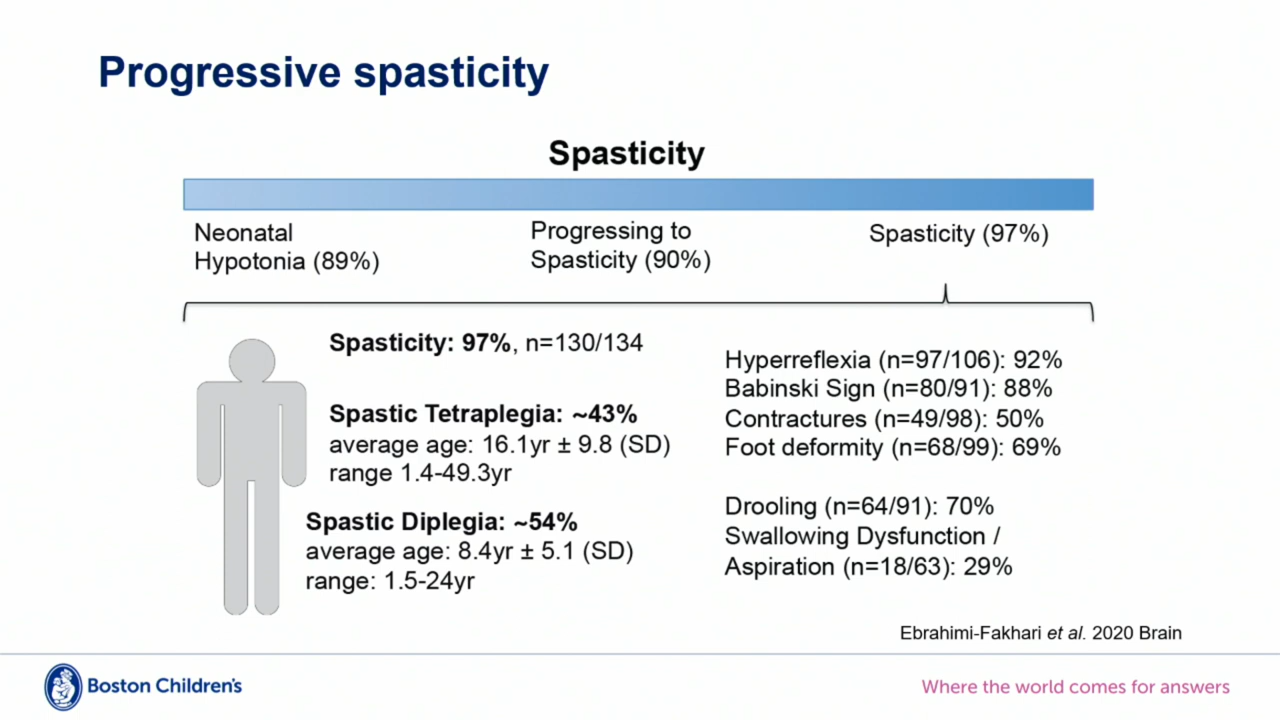 Progressive spasticity
Spasticity
Neonatal
Hypotonia (89%)
Progressing to
Spasticity (90%)
Spasticity (97%)
Spasticity: 97%, n=130/134
Spastic Tetraplegia: ~43%
average age: 16.1yr ± 9.8 (SD)
range 1.4-49.3yr
Spastic Diplegia: ~54%
average age: 8.4yr ± 5.1 (SD)
range: 1.5-24yr
Hyperreflexia (n=97/106): 92%
Babinski Sign (n=80/91): 88%
Contractures (n=49/98): 50%
Foot deformity (n=68/99): 69%
Drooling (n=64/91): 70%
Swallowing Dysfunction /
Aspiration (n=18/63): 29%
Ebrahimi-Fakhari et al. 2020 Brain
Boston Children's
Where the world comes for answers